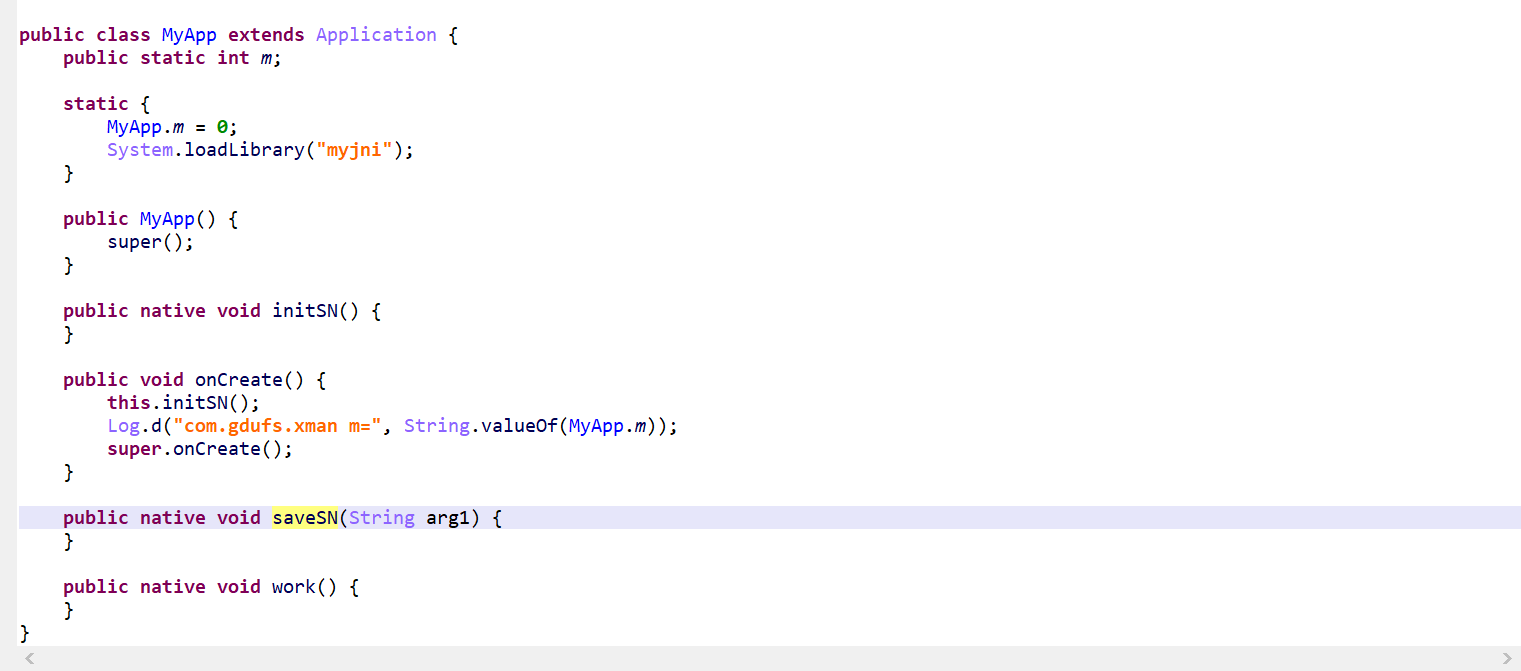 public class MyApp extends Application {
    public static int m;

    static {
        MyApp.m = 0;
        System.loadLibrary("myjni");
    }

    public MyApp() {
        super();
    }

    public native void initSN() {
    }

    public void onCreate() {
        this.initSN();
        Log.d("com.gdufs.xman m=", String.valueOf(MyApp.m));
        super.onCreate();
    }

    public native void saveSN(String arg1) {
    }

    public native void work() {
    }
}